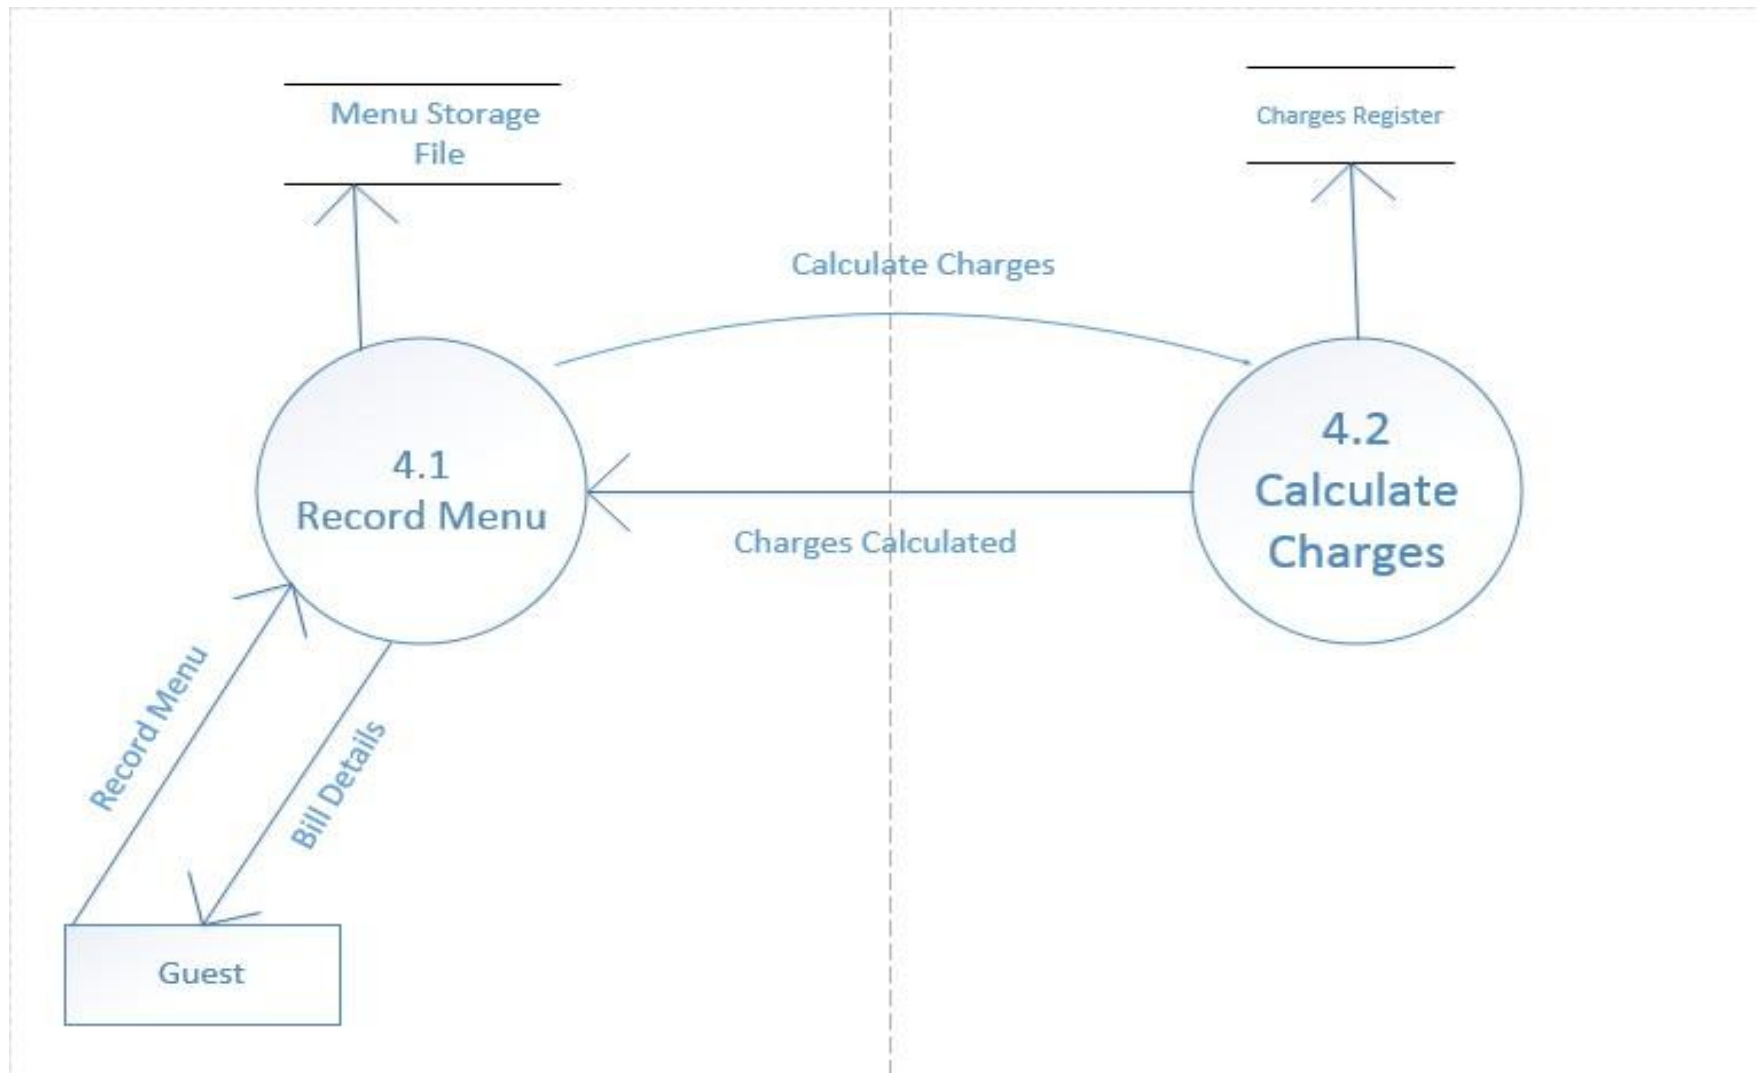 Menu Storage
File
Charges Register
Calculate Charges
4.1
Record Menu
4.2
Calculate
Charges
Charges Calculated
Record Menu
Bill Details
Guest